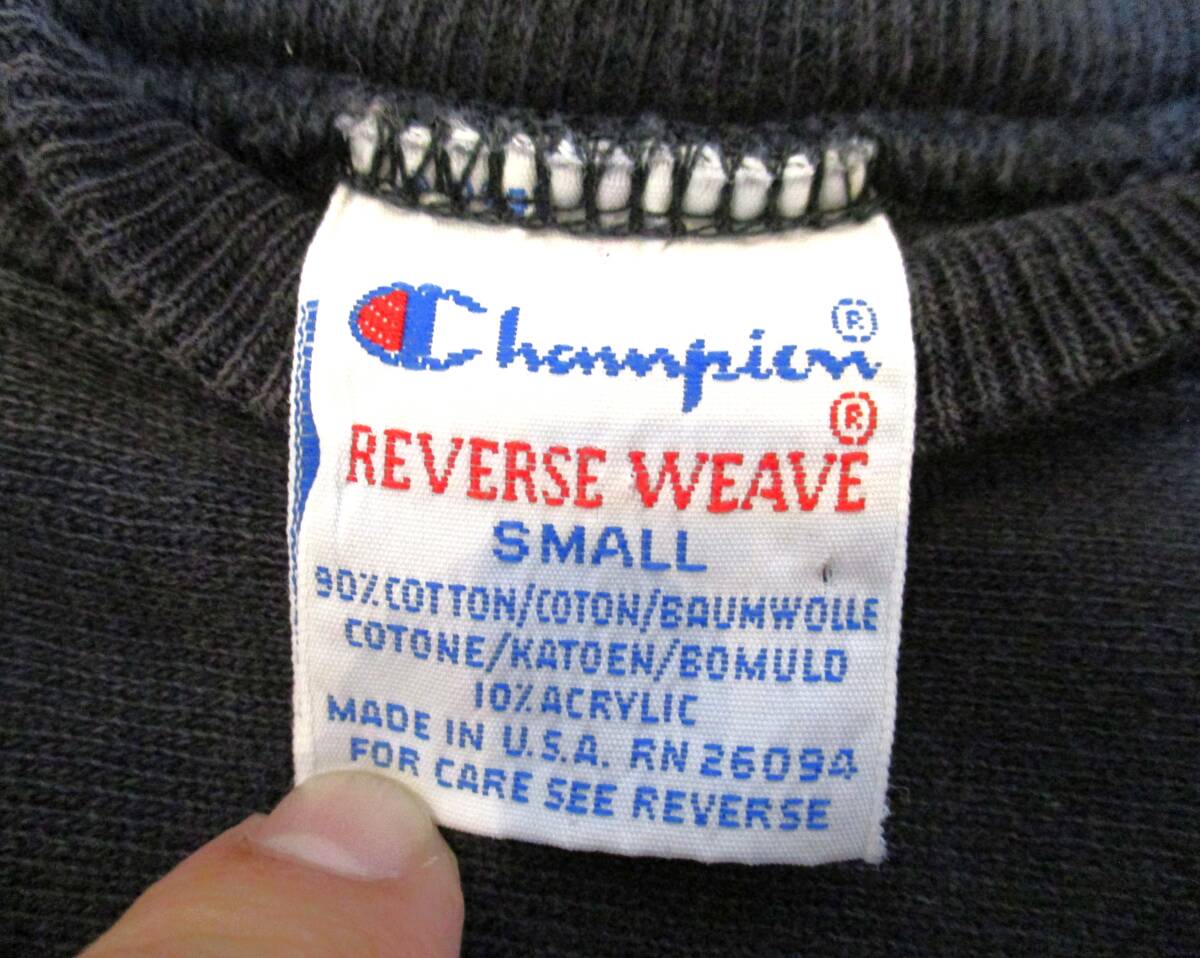 Champion®
REVERSE WEAVE®
SMALL
90% COTTON/COTON/BAUMWOLLE
COTONE/KATOEN/BOMULD
10% ACRYLIC
MADE IN U.S.A. RN 26094
FOR CARE SEE REVERSE